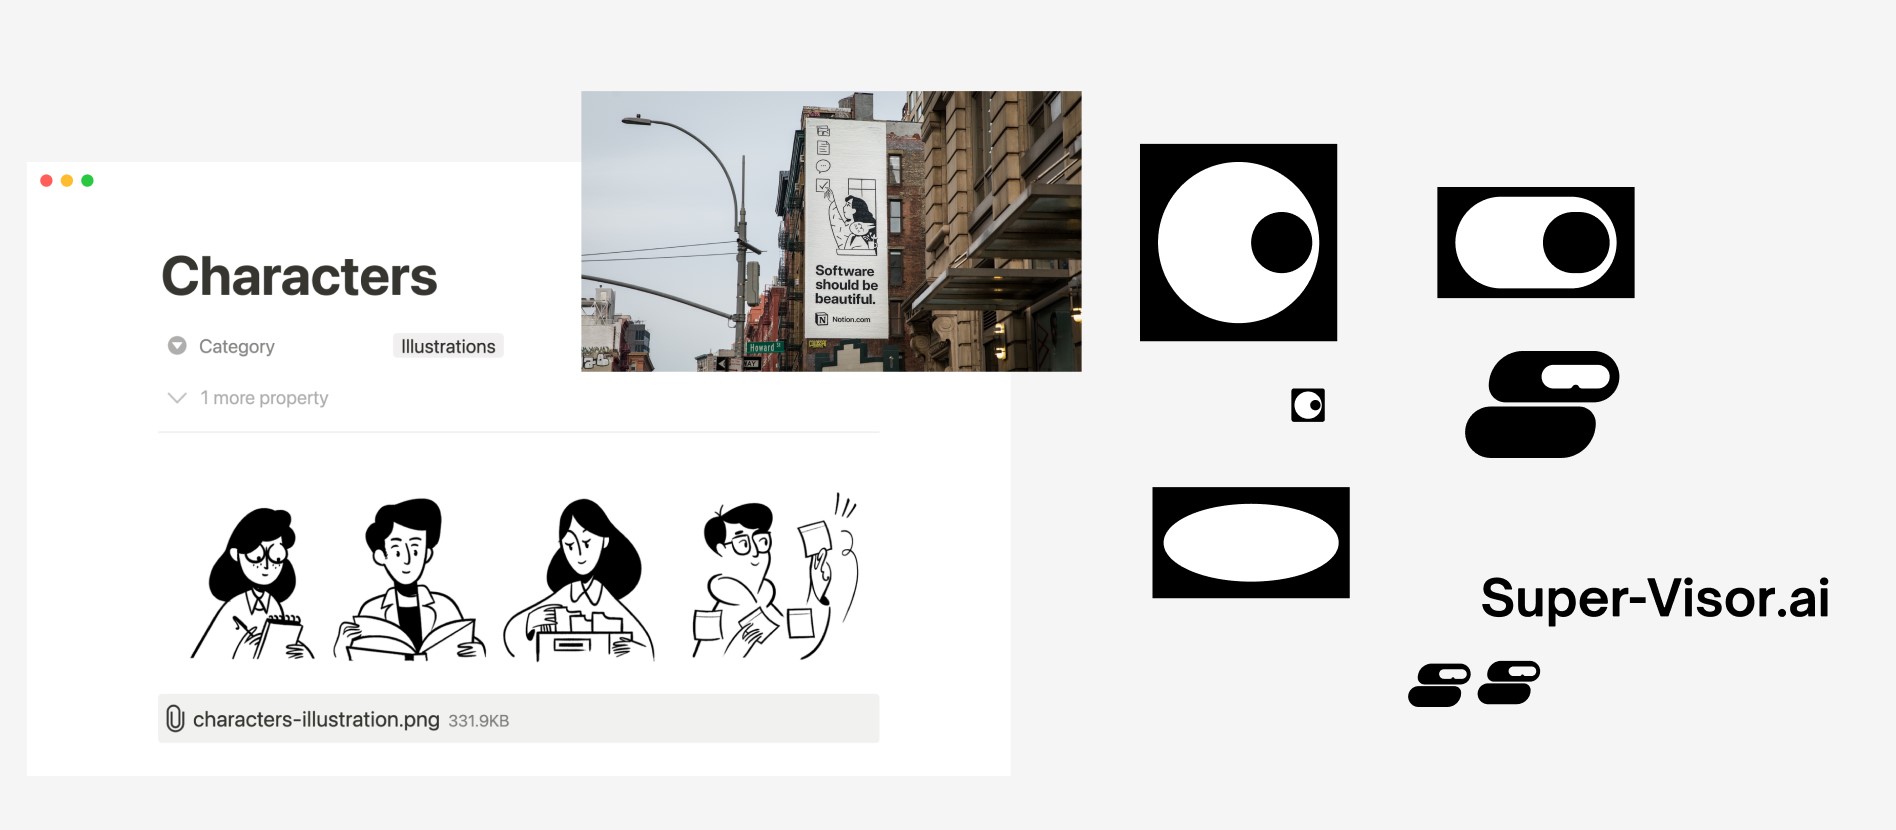 Characters
Category
Illustrations
1 more property
characters-illustration.png 331.9KB
Software
should be
beautiful.
Notion.com
Howard St
Super-Visor.ai